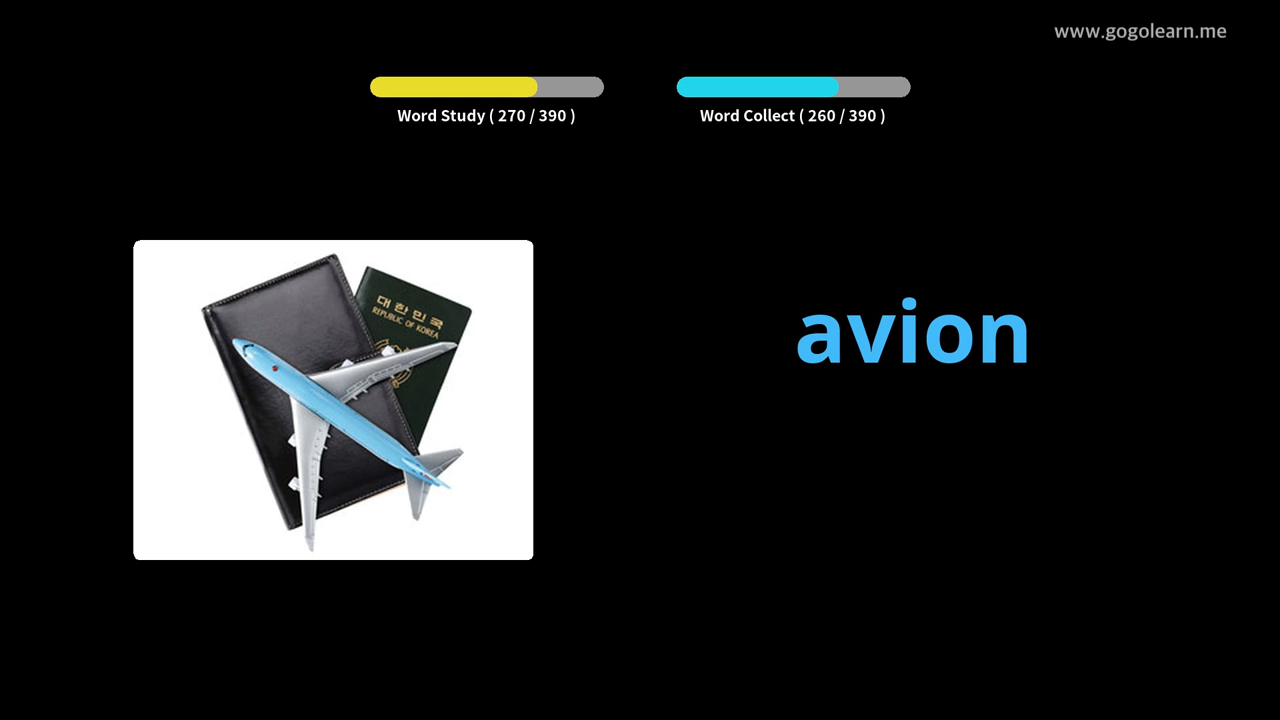 www.gogolearn.me
Word Study ( 270 / 390 )
Word Collect ( 260 / 390 )
대한민국
REPUBLIC OF KOREA
avion